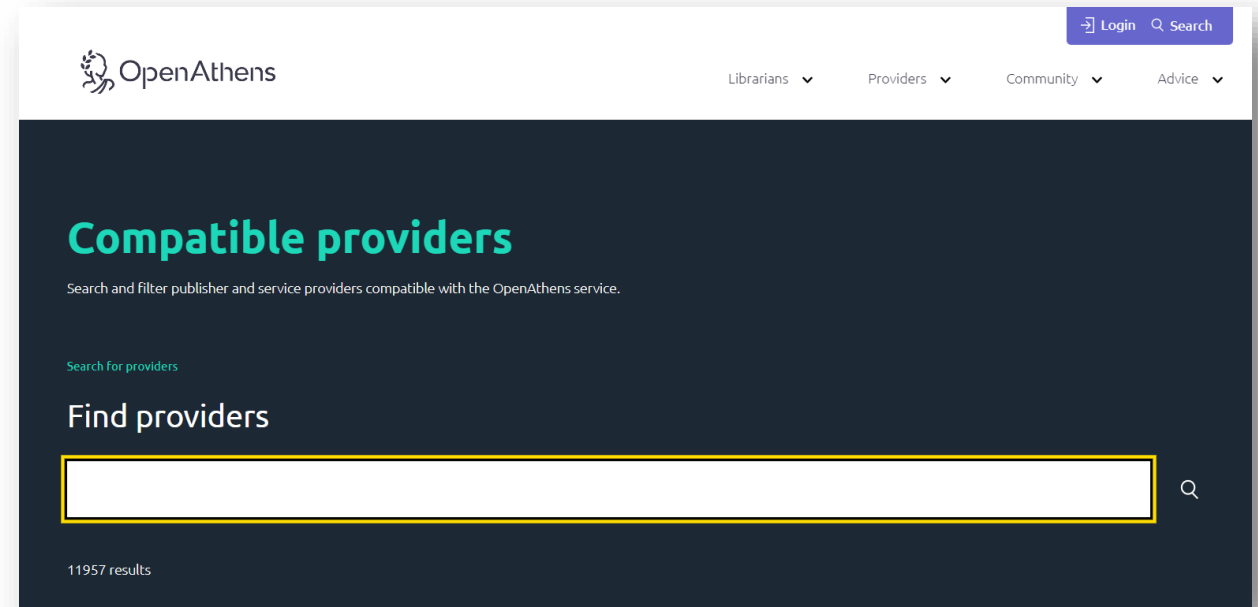 Login Search
OpenAthens
Librarians Providers Community Advice
Compatible providers
Search and filter publisher and service providers compatible with the OpenAthens service.
Search for providers
Find providers
11957 results